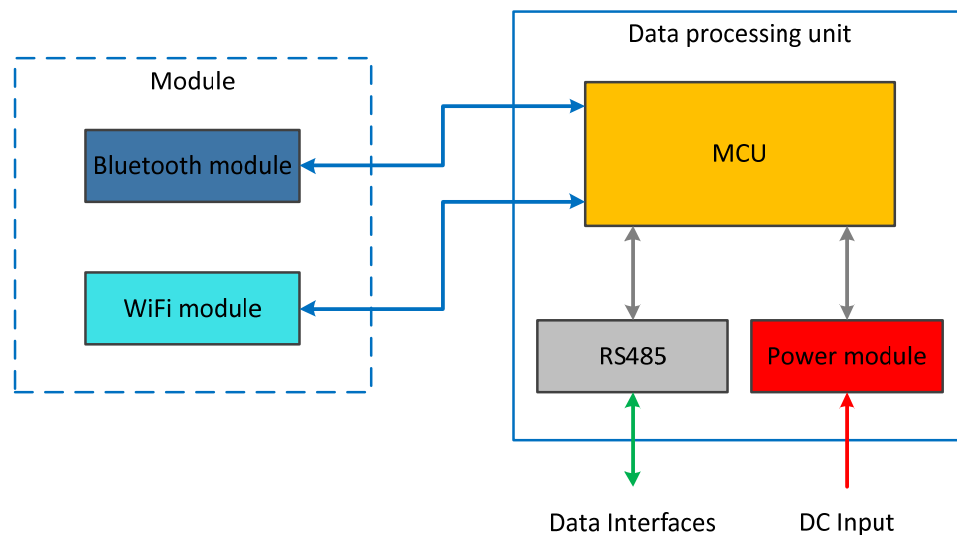 Data processing unit
Module
Bluetooth module
MCU
WiFi module
RS485
Power module
Data Interfaces
DC Input